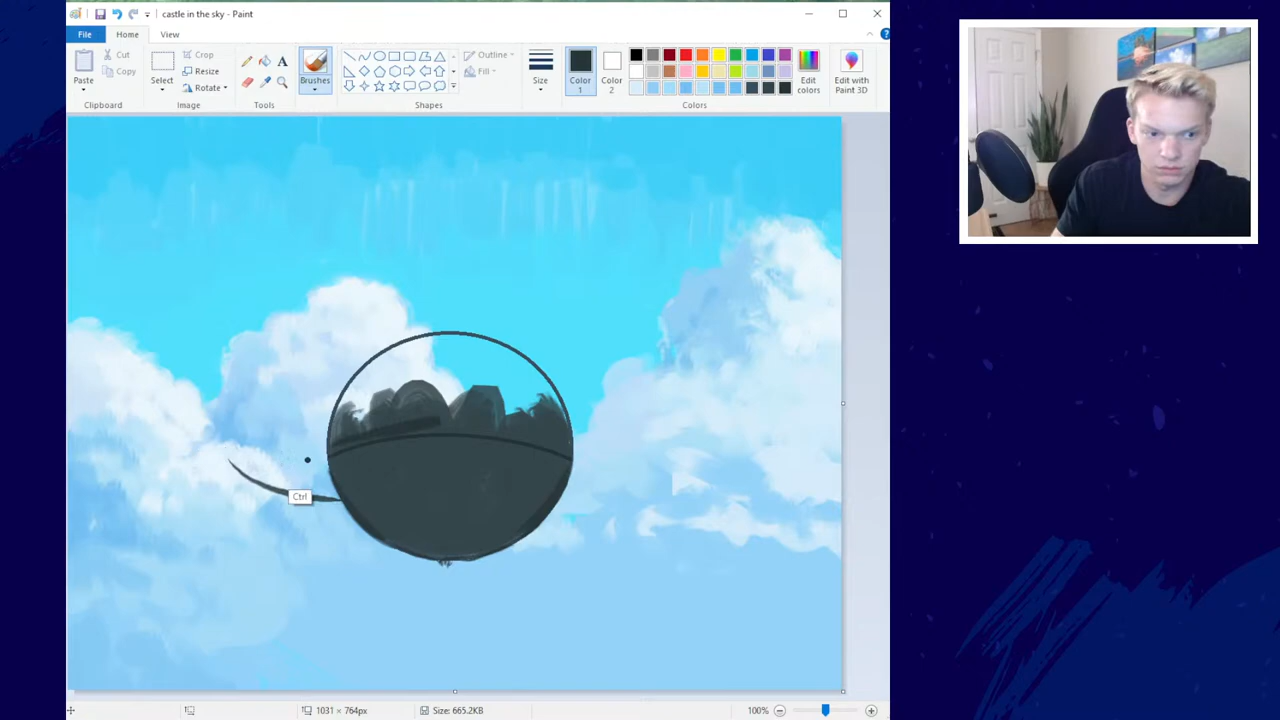 castle in the sky - Paint
File
Home
View
Paste
Cut
Copy
Clipboard
Select
Crop
Resize
Rotate
Image
A
Tools
Brushes
Outline
Fill
Shapes
Size
Color
1
Color
2
Edit
colors
Colors
Edit with
Paint 3D
?
Ctrl
1031 × 764px
Size: 665.2KB
100%